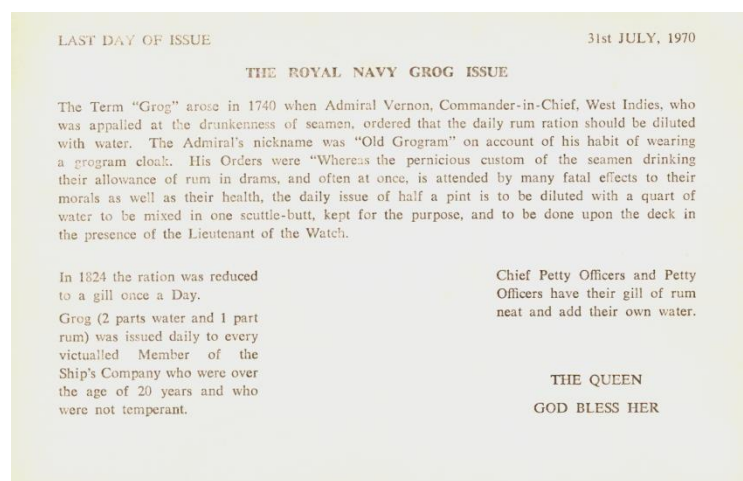 LAST DAY OF ISSUE
31st JULY, 1970
THE ROYAL NAVY GROG ISSUE
The Term “Grog” arose in 1740 when Admiral Vernon, Commander-in-Chief, West Indies, who
was appalled at the drunkenness of seamen, ordered that the daily rum ration should be diluted
with water. The Admiral's nickname was “Old Grogram” on account of his habit of wearing
a grogram cloak. His Orders were “Whereas the pernicious custom of the seamen drinking
their allowance of rum in drams, and often at once, is attended by many fatal effects to their
morals as well as their health, the daily issue of half a pint is to be diluted with a quart of
water to be mixed in one scuttle-butt, kept for the purpose, and to be done upon the deck in
the presence of the Lieutenant of the Watch.
In 1824 the ration was reduced
to a gill once a Day.
Grog (2 parts water and 1 part
rum) was issued daily to every
victualled Member of the
Ship's Company who were over
the age of 20 years and who
were not temperant.
Chief Petty Officers and Petty
Officers have their gill of rum
neat and add their own water.
THE QUEEN
GOD BLESS HER